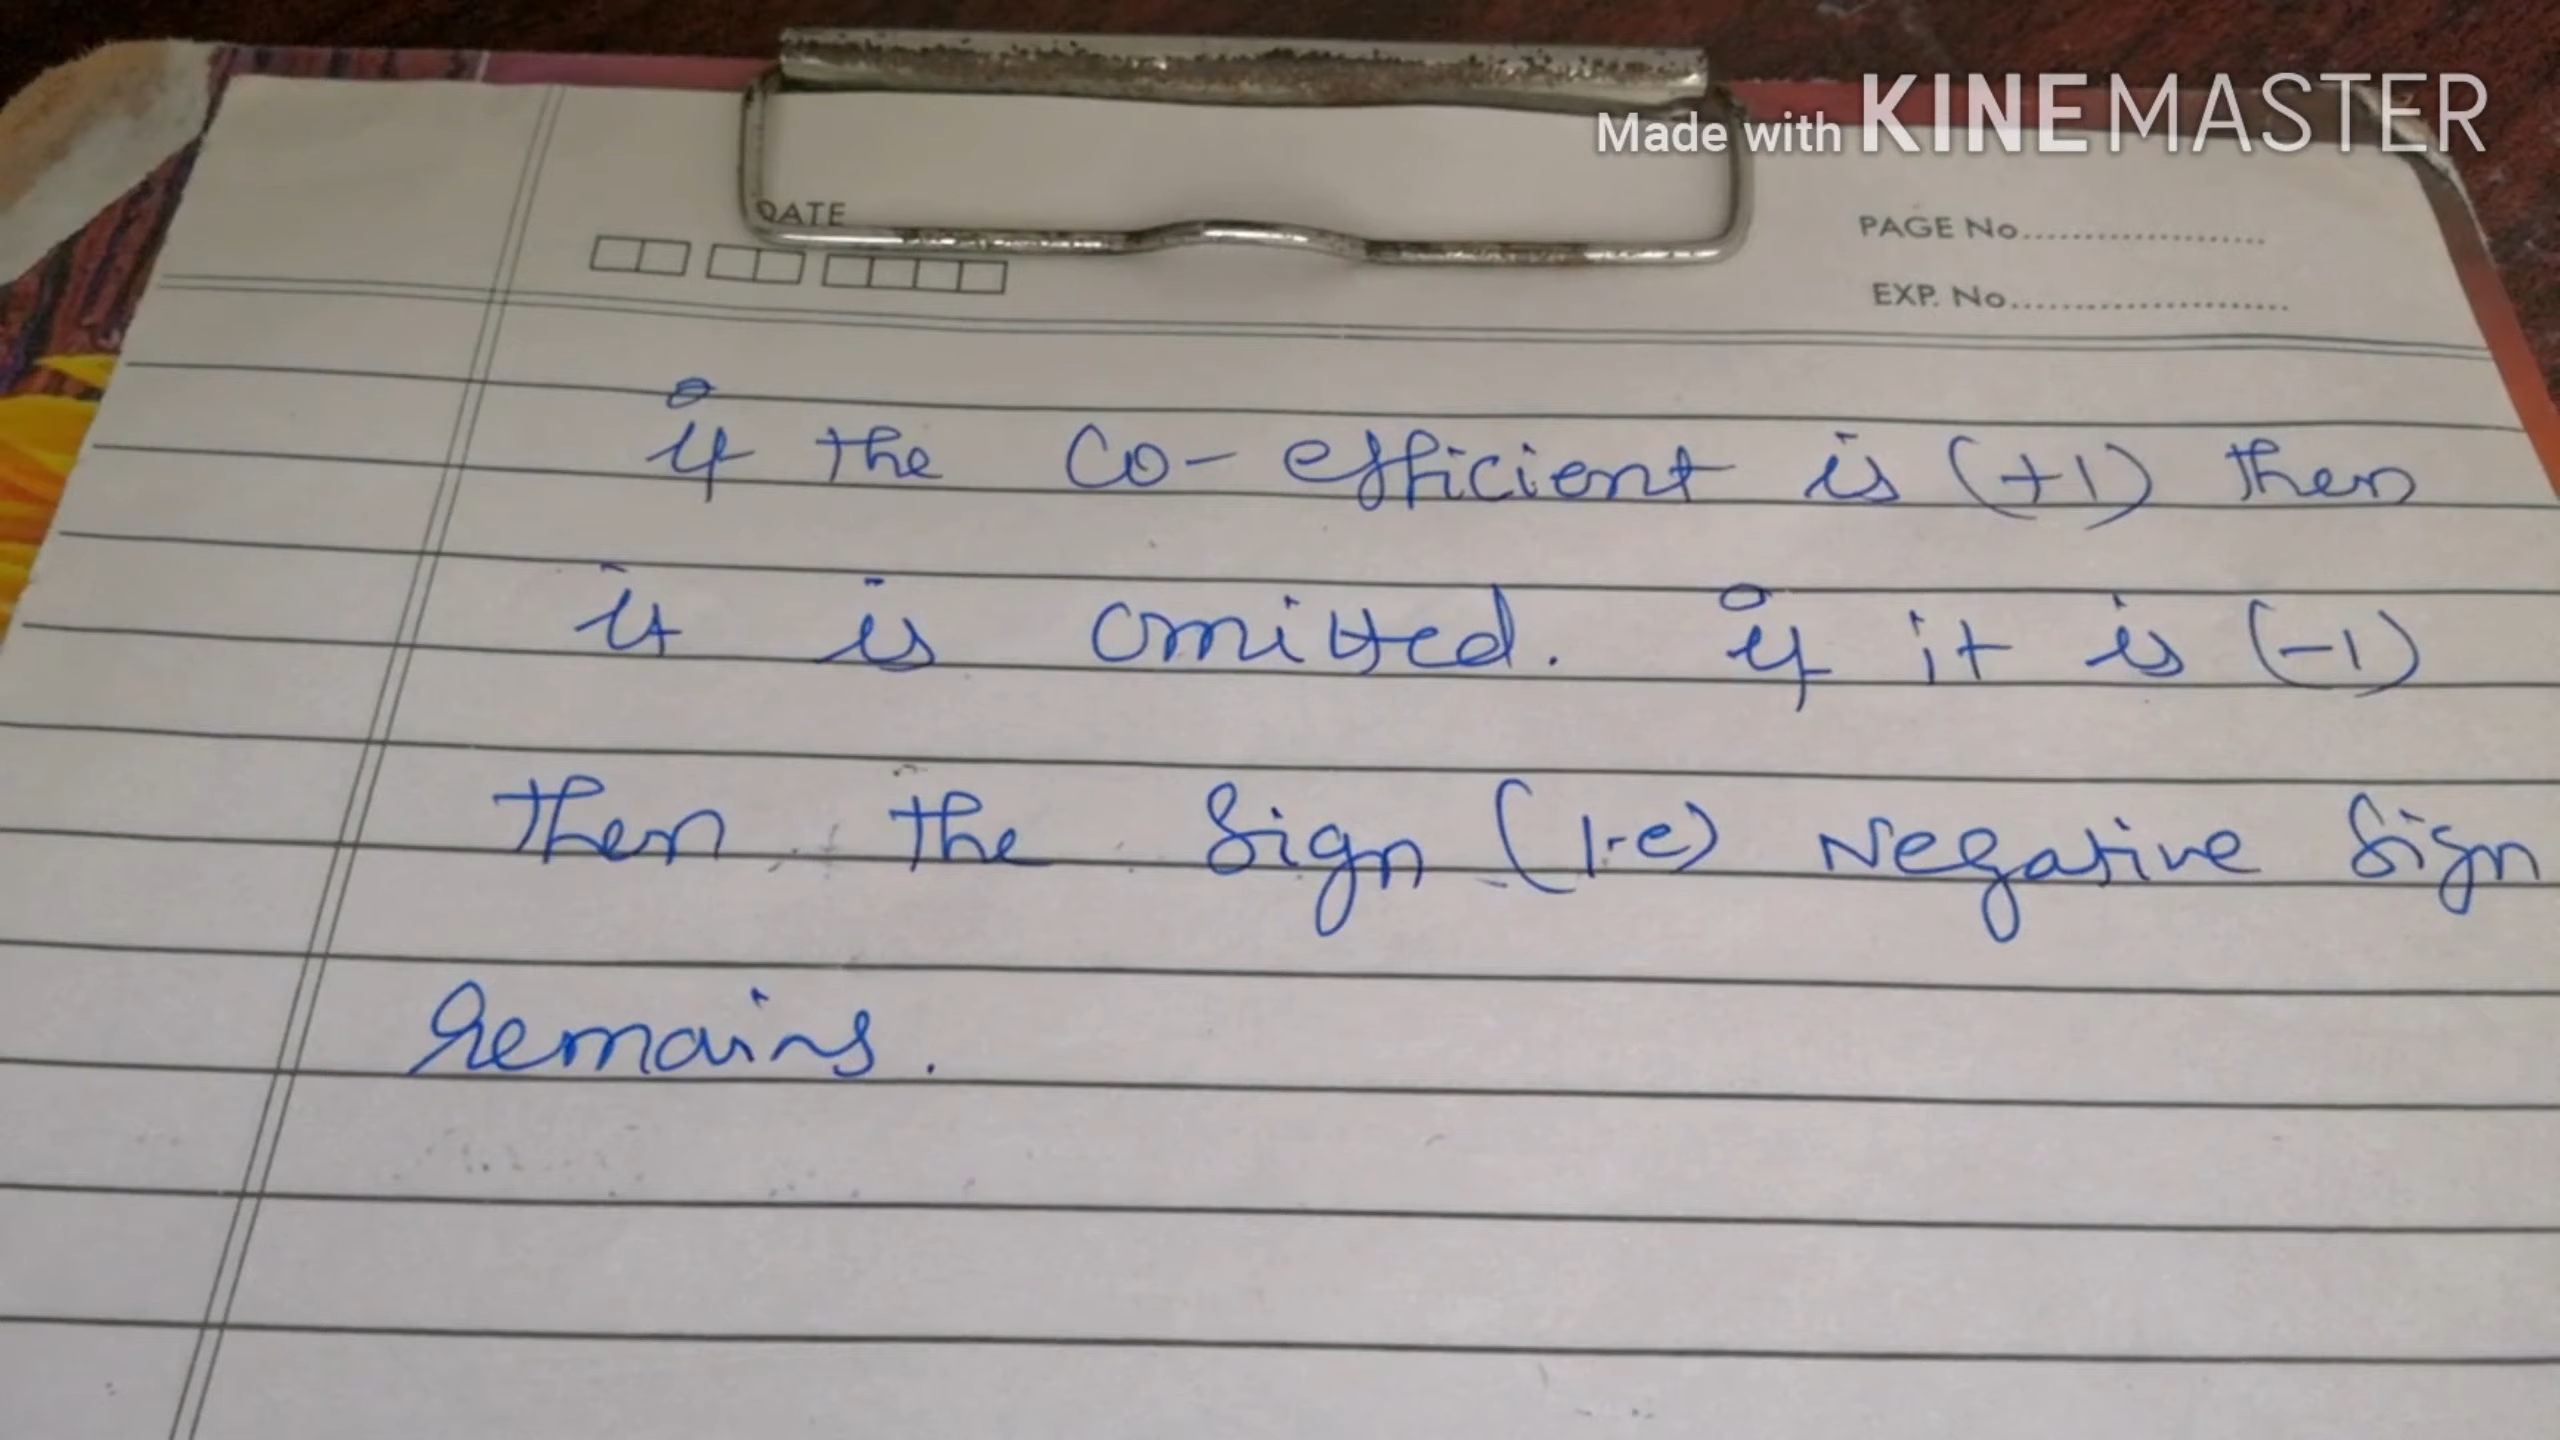 Made with KINEMASTER
DATE
PAGE No......................
EXP. No.........................
if the Co-efficient is (+1) then
it is omitted. if it is (-1)
then the Sign (i.e) Negative Sign
remains.